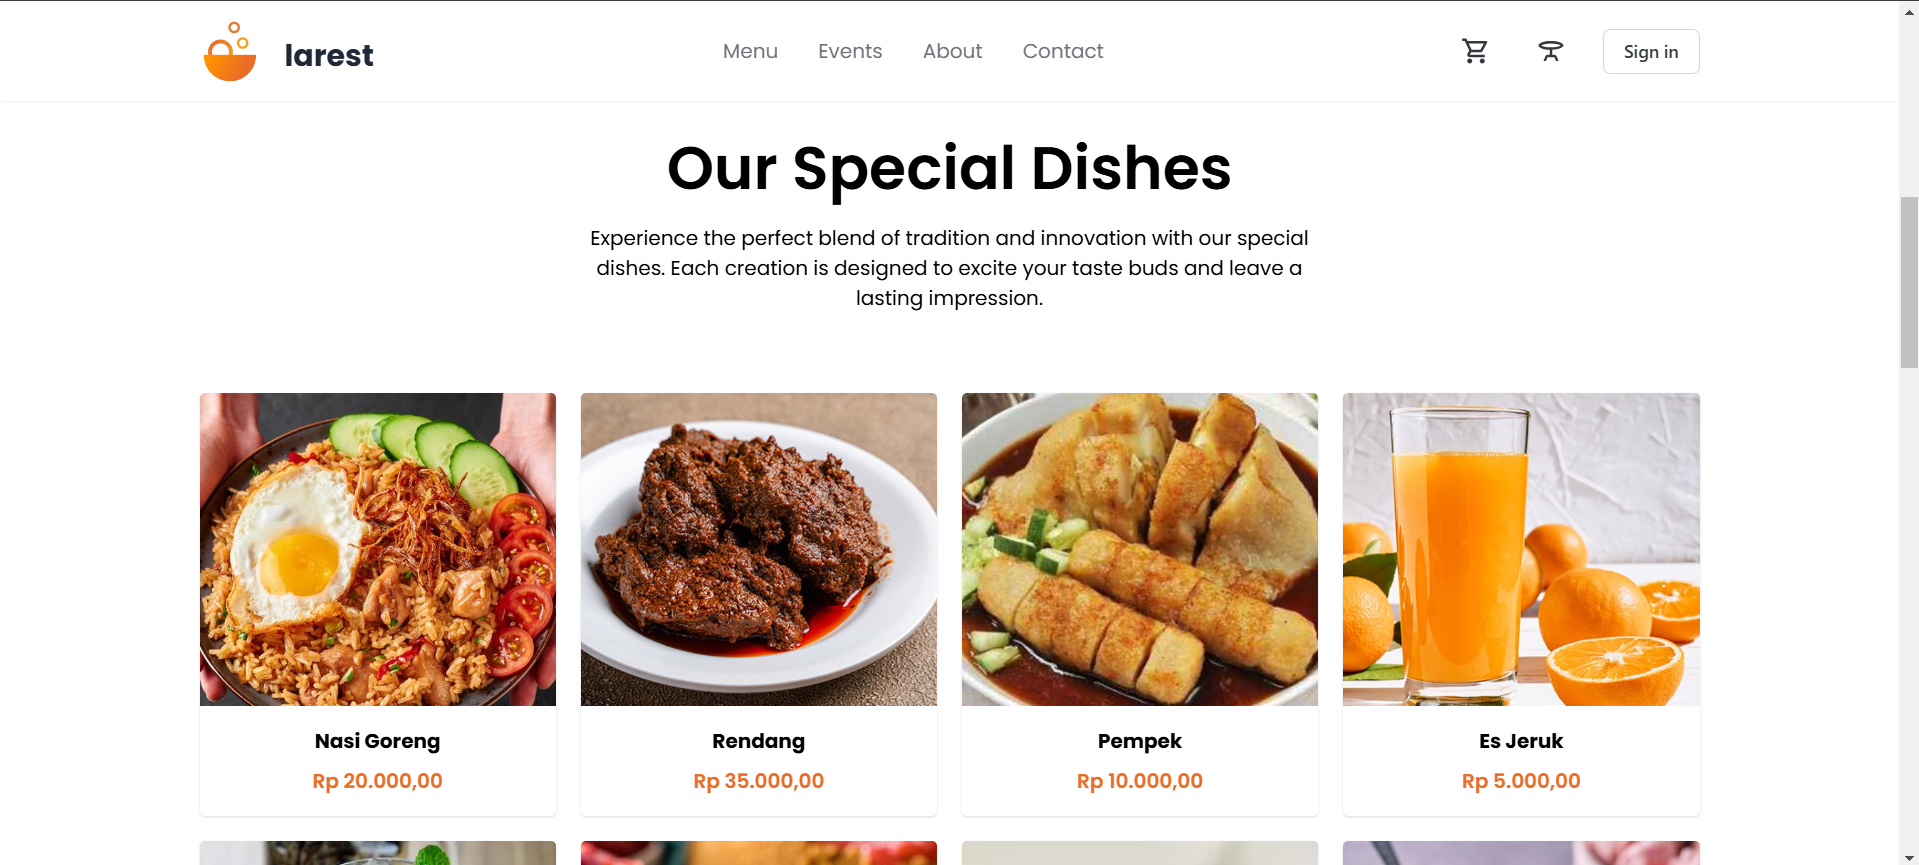 larest
Menu
Events
About
Contact
Sign in
Our Special Dishes
Experience the perfect blend of tradition and innovation with our special
dishes. Each creation is designed to excite your taste buds and leave a
lasting impression.
Nasi Goreng
Rp 20.000,00
Rendang
Rp 35.000,00
Pempek
Rp 10.000,00
Es Jeruk
Rp 5.000,00